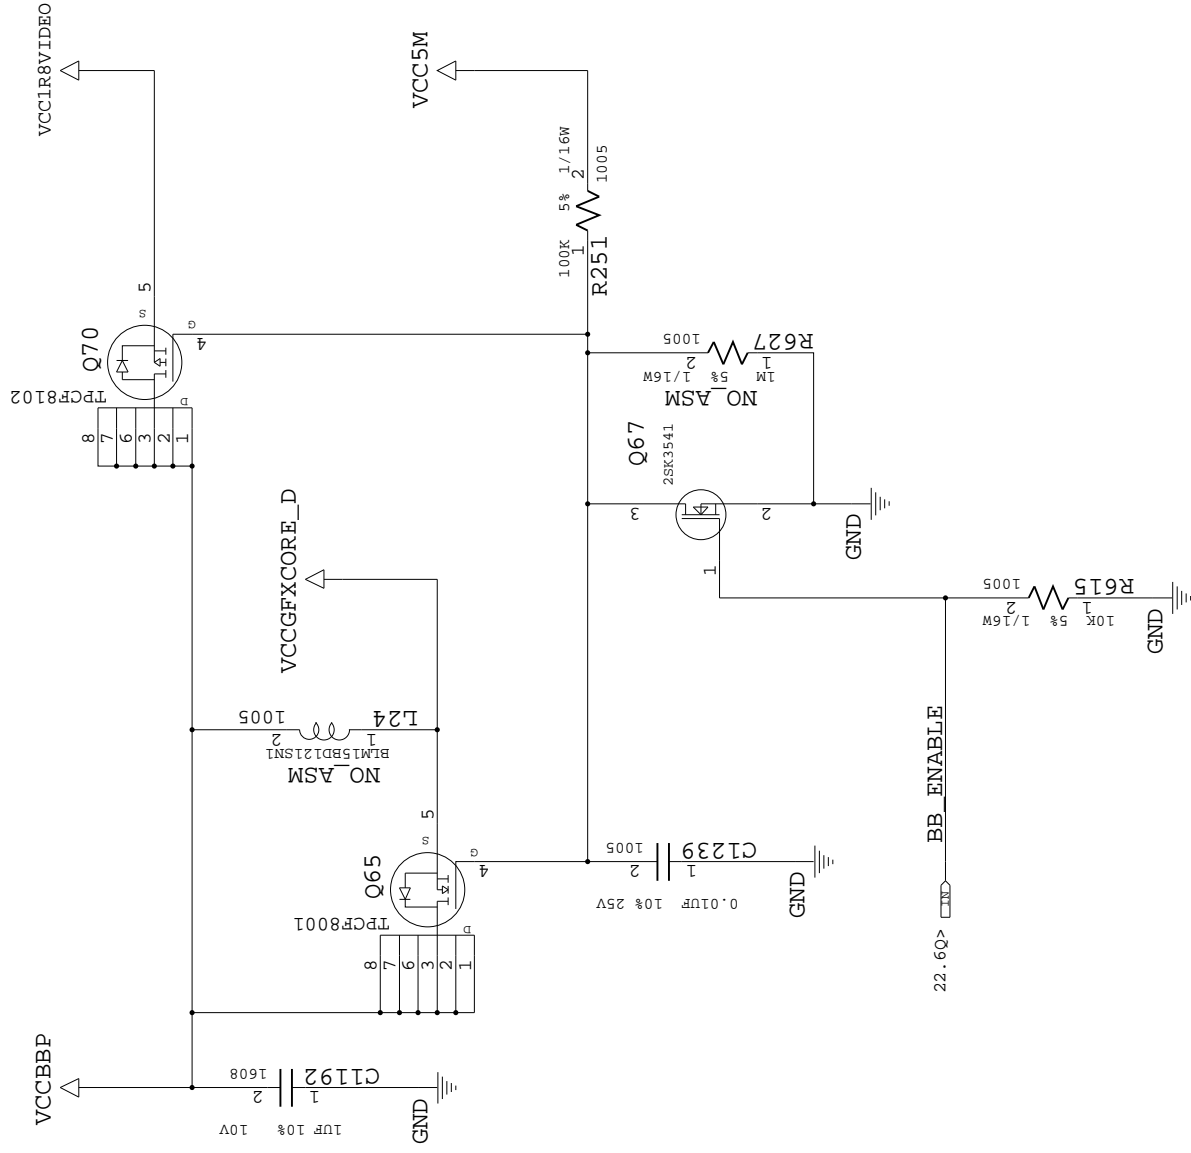 VCC1R8VIDEO
VCC5M
5
S
Q70
G
4
TPCF8102
D
8
7
6
3
2
1
100K 5% 1/16W
1
2
1005
R251
1005
2
1
R627
1M 5% 1/16W
NO_ASM
Q67
2SK3541
3
2
1
GND
VCCGFXCORE_D
1005
2
1
R615
10K 5% 1/16W
GND
1005
2
1
L24
BLM15BD121SN1
NO_ASM
5
S
Q65
G
4
TPCF8001
D
8
7
6
3
2
1
1005
2
1
C1239
0.01UF 10% 25V
GND
BB_ENABLE
IN
22.6Q>
VCCBBP
1608
2
1
C1192
1UF 10% 10V
GND